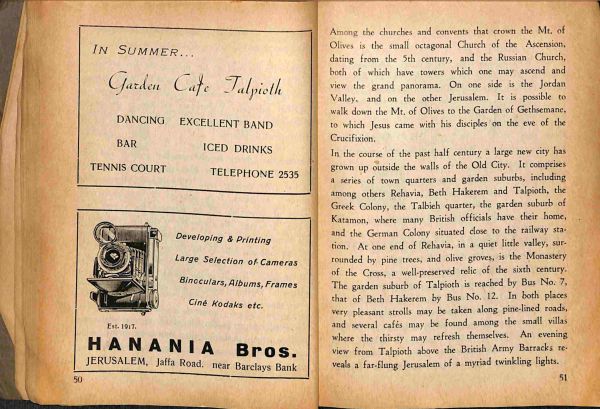 IN SUMMER...
Garden Cafe Talpioth
DANCING EXCELLENT BAND
BAR ICED DRINKS
TENNIS COURT TELEPHONE 2535
Developing & Printing
Large Selection of Cameras
Binoculars, Albums, Frames
Ciné Kodaks etc.
Est. 1917.
HANANIA Bros.
JERUSALEM, Jaffa Road. near Barclays Bank
50
Among the churches and convents that crown the Mt. of
Olives is the small octagonal Church of the Ascension,
dating from the 5th century, and the Russian Church,
both of which have towers which one may ascend and
view the grand panorama. On one side is the Jordan
Valley, and on the other Jerusalem. It is possible to
walk down the Mt. of Olives to the Garden of Gethsemane,
to which Jesus came with his disciples on the eve of the
Crucifixion.
In the course of the past half century a large new city has
grown up outside the walls of the Old City. It comprises
a series of town quarters and garden suburbs, including
among others Rehavia, Beth Hakerem and Talpioth, the
Greek Colony, the Talbieh quarter, the garden suburb of
Katamon, where many British officials have their home,
and the German Colony situated close to the railway sta-
tion. At one end of Rehavia, in a quiet little valley, sur-
rounded by pine trees, and olive groves, is the Monastery
of the Cross, a well-preserved relic of the sixth century.
The garden suburb of Talpioth is reached by Bus No. 7,
that of Beth Hakerem by Bus No. 12. In both places
very pleasant strolls may be taken along pine-lined roads,
and several cafés may be found among the small villas
where the thirsty may refresh themselves. An evening
view from Talpioth above the British Army Barracks re-
veals a far-flung Jerusalem of a myriad twinkling lights.
51